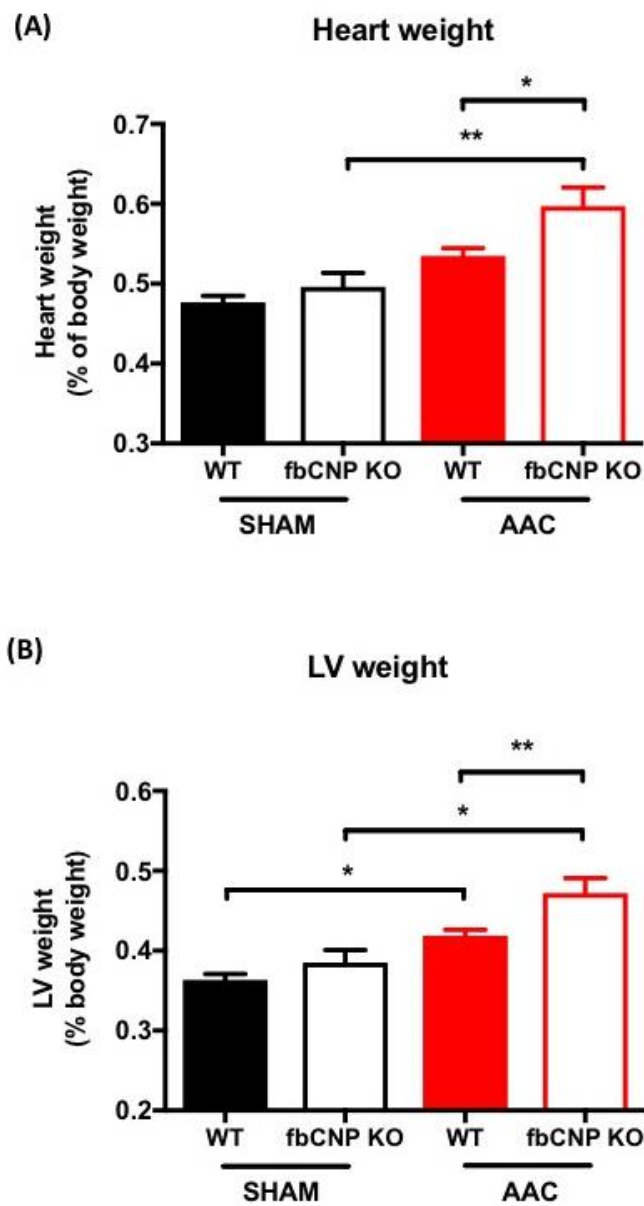 (A)
Heart weight
*
**
0.7
0.6
0.5
0.4
0.3
Heart weight
(% of body weight)
WT fbCNP KO WT fbCNP KO
SHAM AAC
(B)
LV weight
**
*
*
0.6
0.5
0.4
0.3
0.2
LV weight
(% body weight)
WT fbCNP KO WT fbCNP KO
SHAM AAC